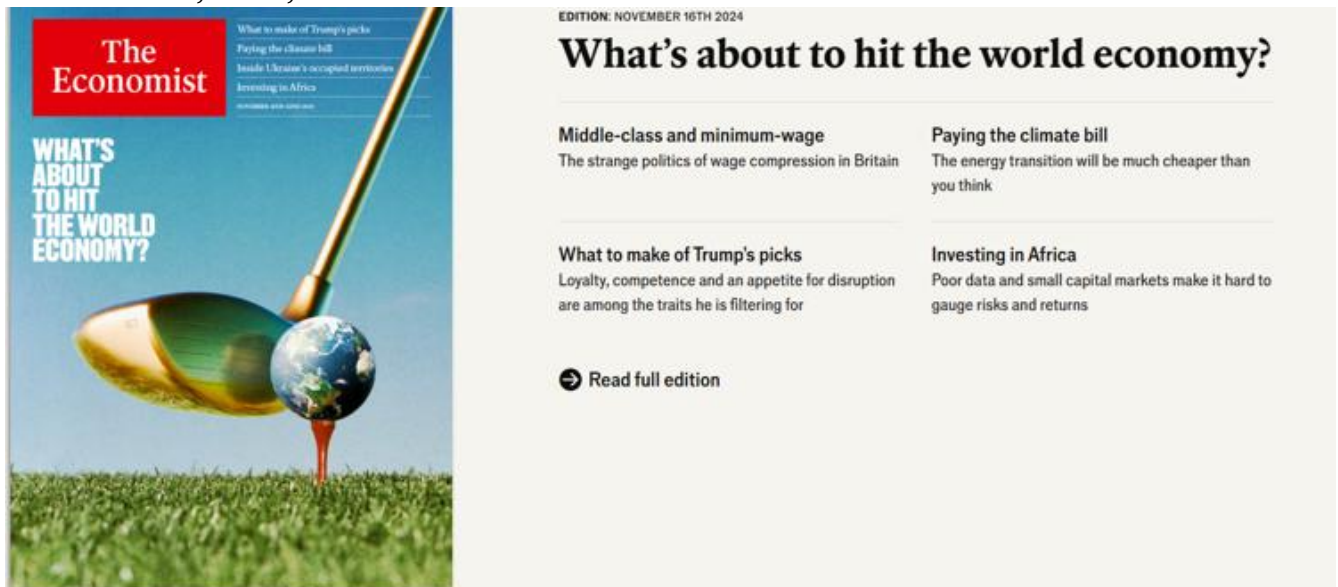 The
Economist
What to make of Trump's picks
Paying the climate bill
Inside Ukraine's occupied territories
Investing in Africa
WHAT'S
ABOUT
TO HIT
THE WORLD
ECONOMY?
EDITION: NOVEMBER 16TH 2024
What's about to hit the world economy?
Middle-class and minimum-wage
The strange politics of wage compression in Britain
Paying the climate bill
The energy transition will be much cheaper than
you think
What to make of Trump's picks
Loyalty, competence and an appetite for disruption
are among the traits he is filtering for
Investing in Africa
Poor data and small capital markets make it hard to
gauge risks and returns
Read full edition